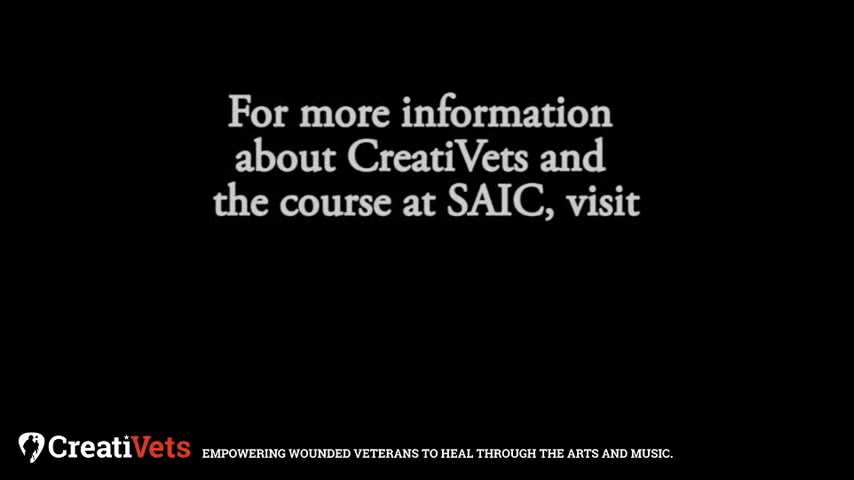 For more information
about CreatiVets and
the course at SAIC, visit
CreatiVets EMPOWERING WOUNDED VETERANS TO HEAL THROUGH THE ARTS AND MUSIC.